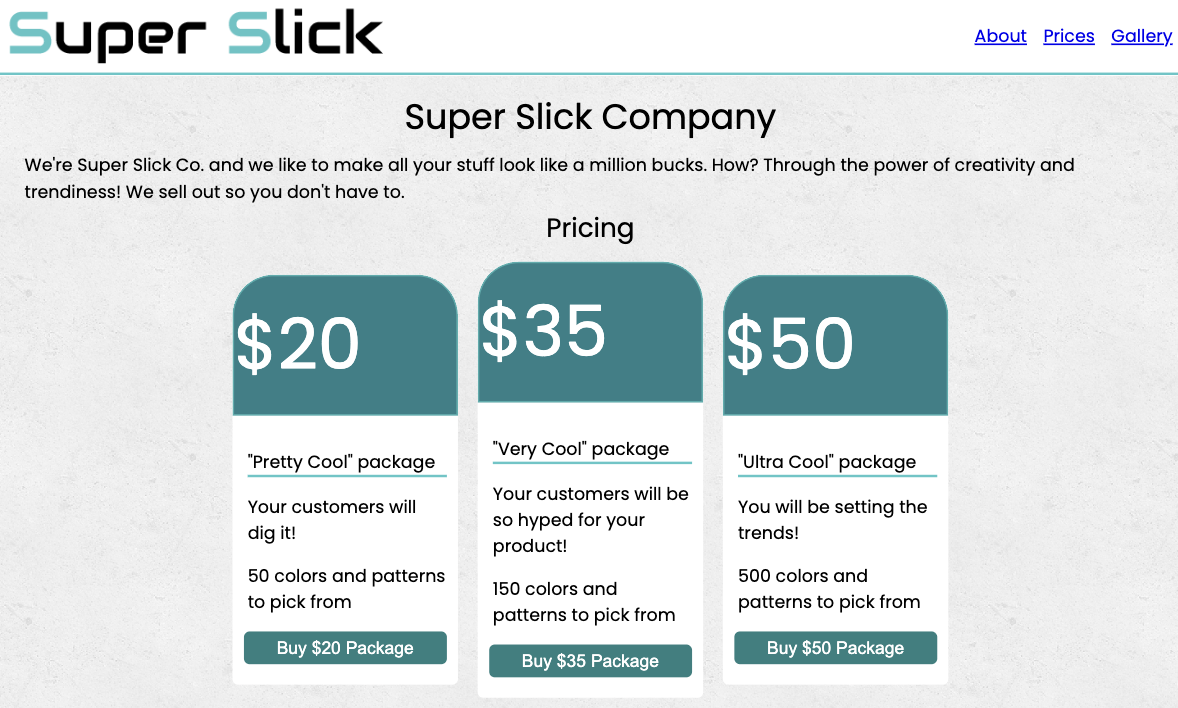 Super Slick
About Prices Gallery
Super Slick Company
We're Super Slick Co. and we like to make all your stuff look like a million bucks. How? Through the power of creativity and
trendiness! We sell out so you don't have to.
Pricing
$20
"Pretty Cool" package
Your customers will
dig it!
50 colors and patterns
to pick from
Buy $20 Package
$35
"Very Cool" package
Your customers will be
so hyped for your
product!
150 colors and
patterns to pick from
Buy $35 Package
$50
"Ultra Cool" package
You will be setting the
trends!
500 colors and
patterns to pick from
Buy $50 Package